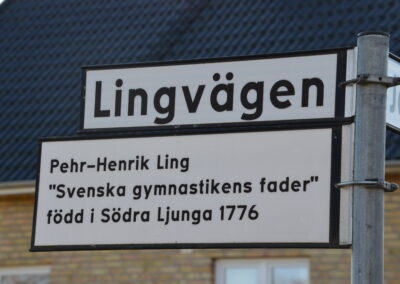 Lingvägen
Pehr-Henrik Ling
"Svenska gymnastikens fader"
född i Södra Ljunga 1776